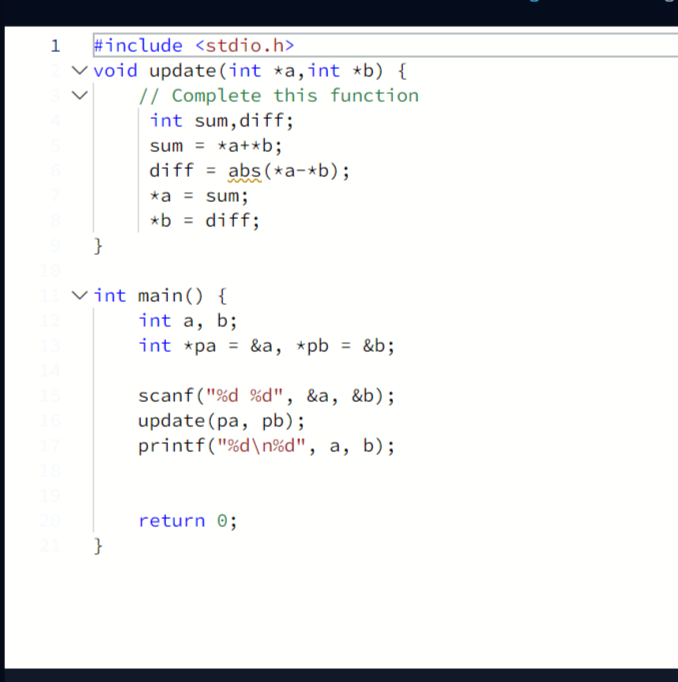 1 #include <stdio.h>
2 void update(int *a,int *b) {
3 // Complete this function
4 int sum,diff;
5 sum = *a+*b;
6 diff = abs(*a-*b);
7 *a = sum;
8 *b = diff;
9 }
10
11 int main() {
12 int a, b;
13 int *pa = &a, *pb = &b;
14
15 scanf("%d %d", &a, &b);
16 update(pa, pb);
17 printf("%d\n%d", a, b);
18
19
20 return 0;
21 }